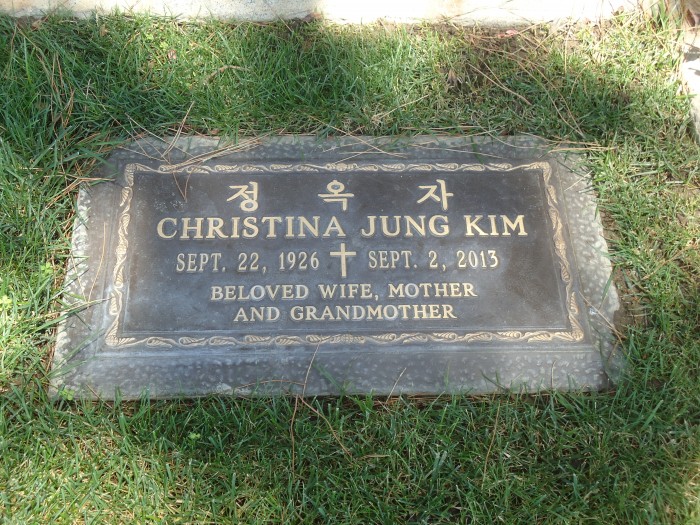 정 옥 자
CHRISTINA JUNG KIM
SEPT. 22, 1926 SEPT. 2, 2013
BELOVED WIFE, MOTHER
AND GRANDMOTHER